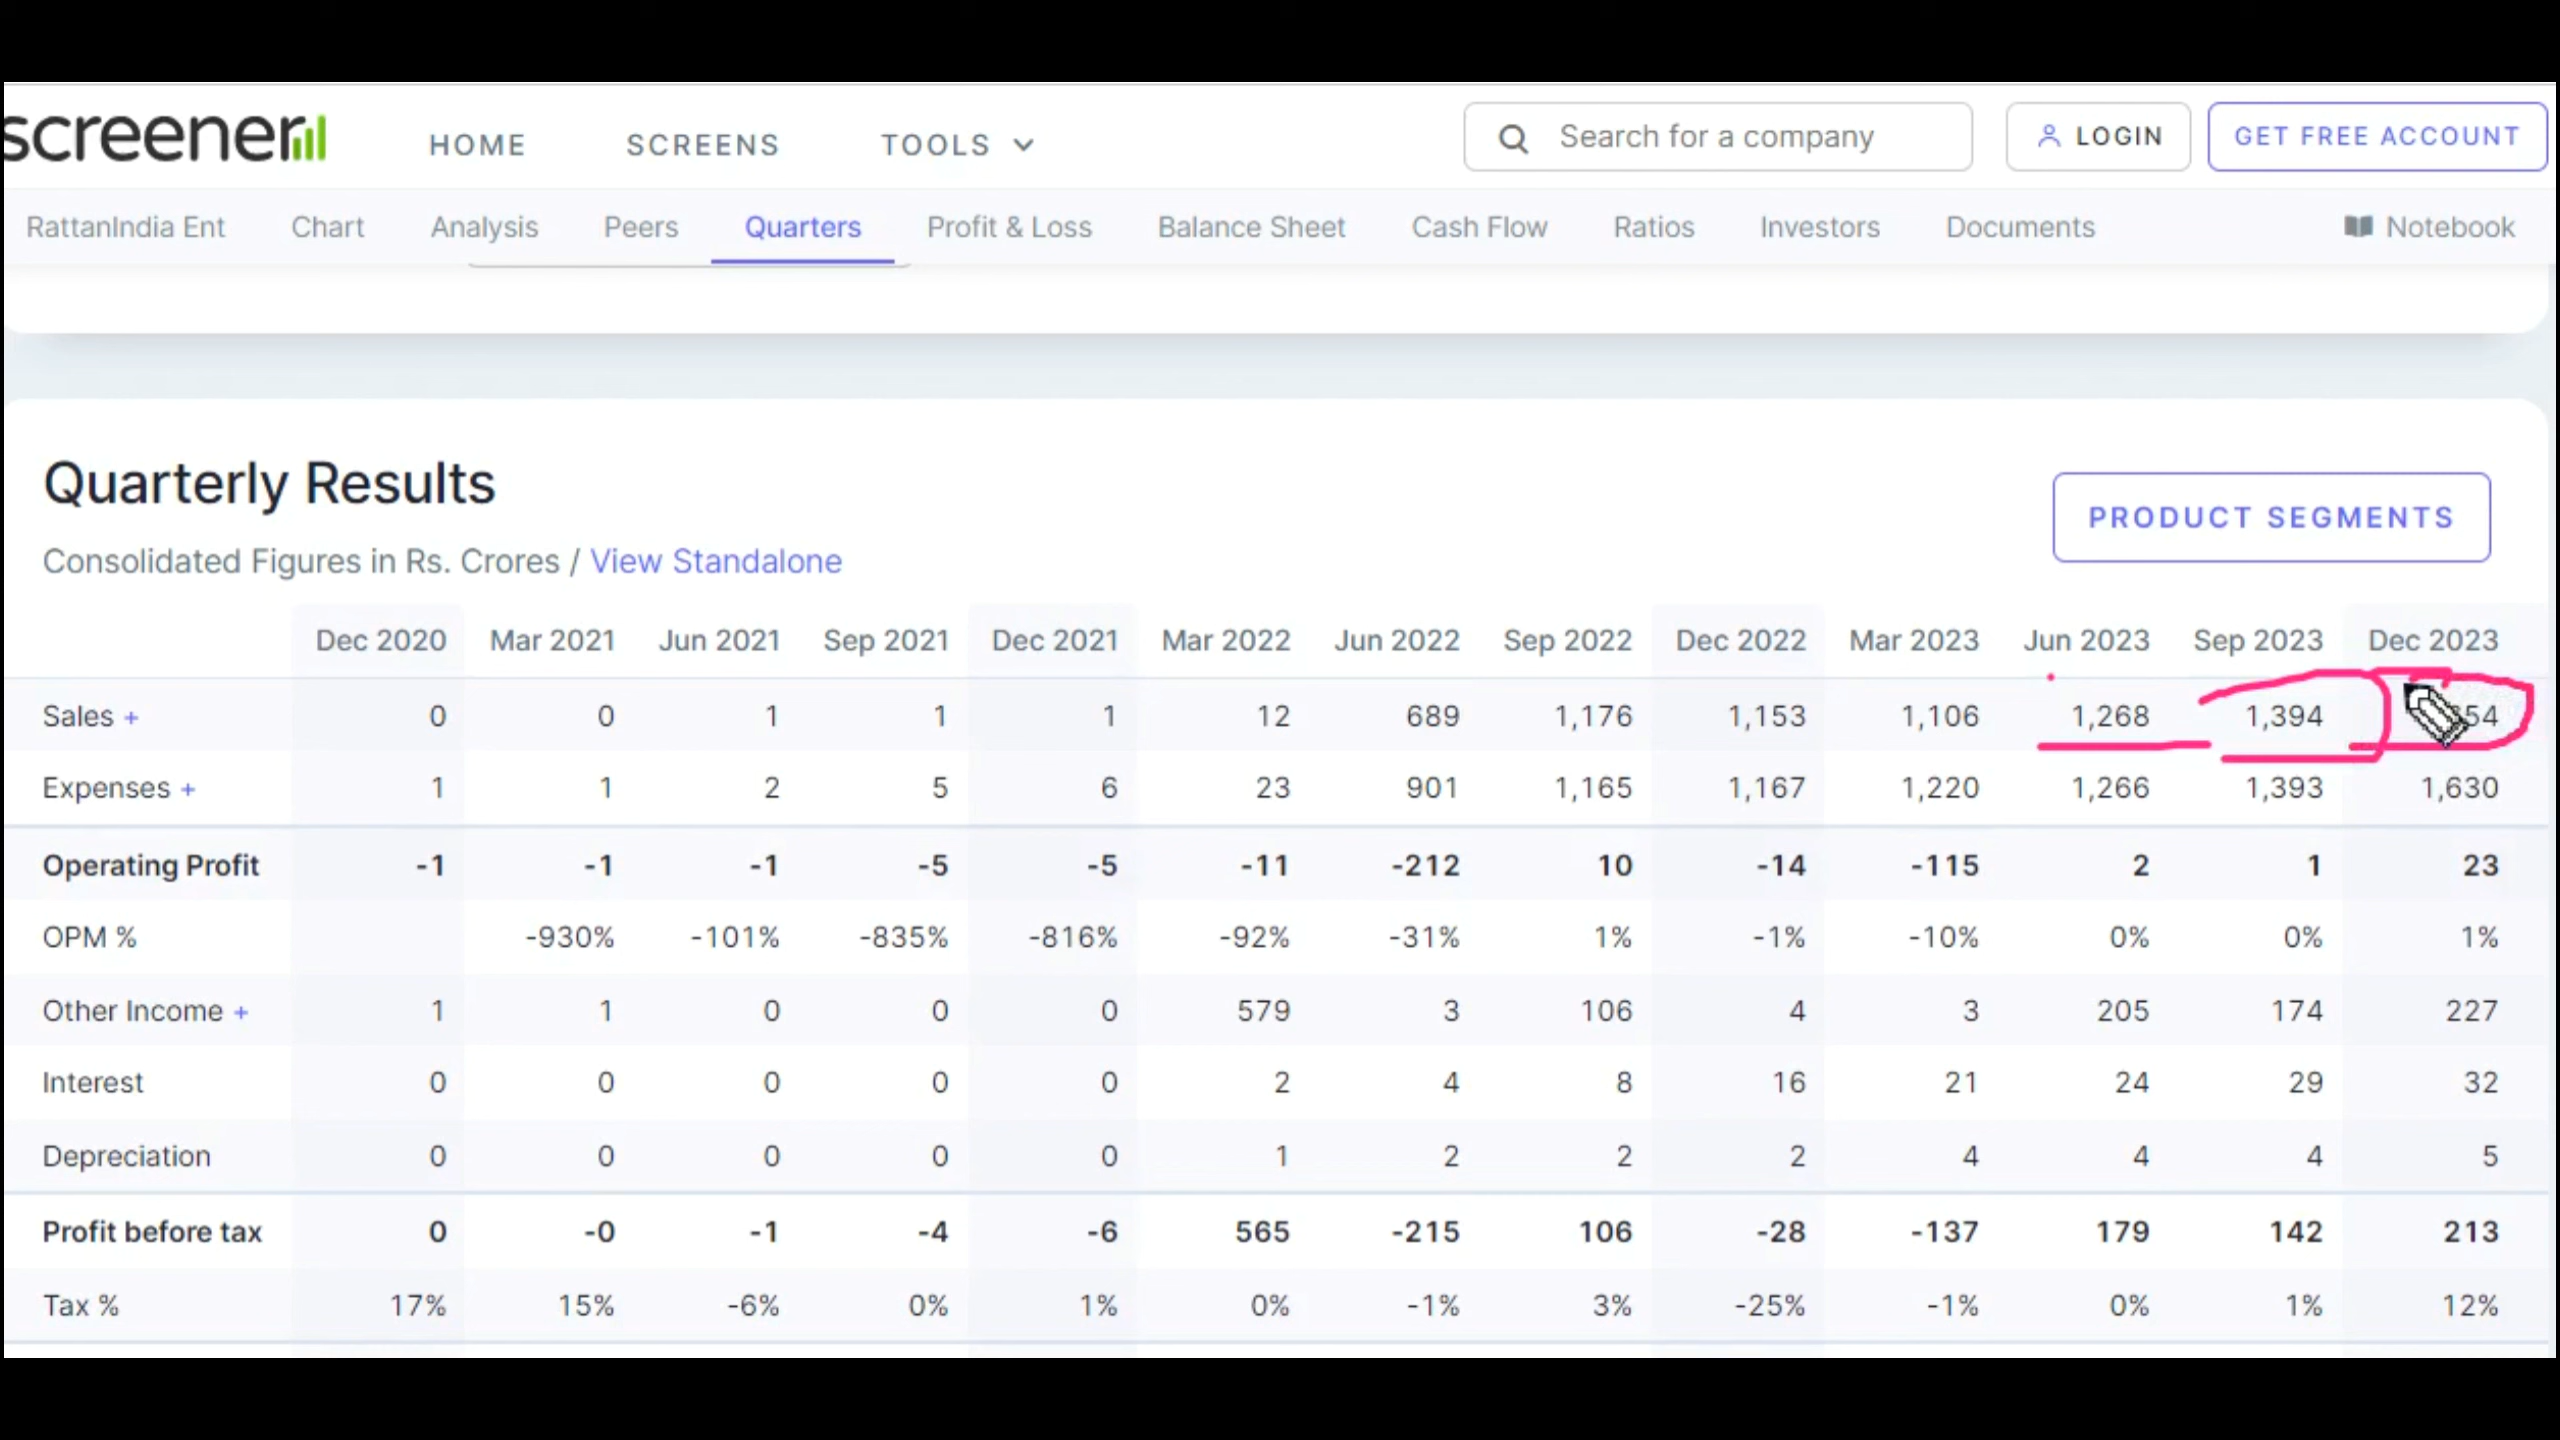 screener HOME SCREENS TOOLS Search for a company LOGIN GET FREE ACCOUNT
RattanIndia Ent Chart Analysis Peers Quarters Profit & Loss Balance Sheet Cash Flow Ratios Investors Documents Notebook
Quarterly Results
PRODUCT SEGMENTS
Consolidated Figures in Rs. Crores / View Standalone
Dec 2020 Mar 2021 Jun 2021 Sep 2021 Dec 2021 Mar 2022 Jun 2022 Sep 2022 Dec 2022 Mar 2023 Jun 2023 Sep 2023 Dec 2023
Sales + 0 0 1 1 1 12 689 1,176 1,153 1,106 1,268 1,394
Expenses + 1 1 2 5 6 23 901 1,165 1,167 1,220 1,266 1,393 1,630
Operating Profit -1 -1 -1 -5 -5 -11 -212 10 -14 -115 2 1 23
OPM % -930% -101% -835% -816% -92% -31% 1% -1% -10% 0% 0% 1%
Other Income + 1 1 0 0 0 579 3 106 4 3 205 174 227
Interest 0 0 0 0 0 2 4 8 16 21 24 29 32
Depreciation 0 0 0 0 0 1 2 2 2 4 4 4 5
Profit before tax 0 -0 -1 -4 -6 565 -215 106 -28 -137 179 142 213
Tax % 17% 15% -6% 0% 1% 0% -1% 3% -25% -1% 0% 1% 12%